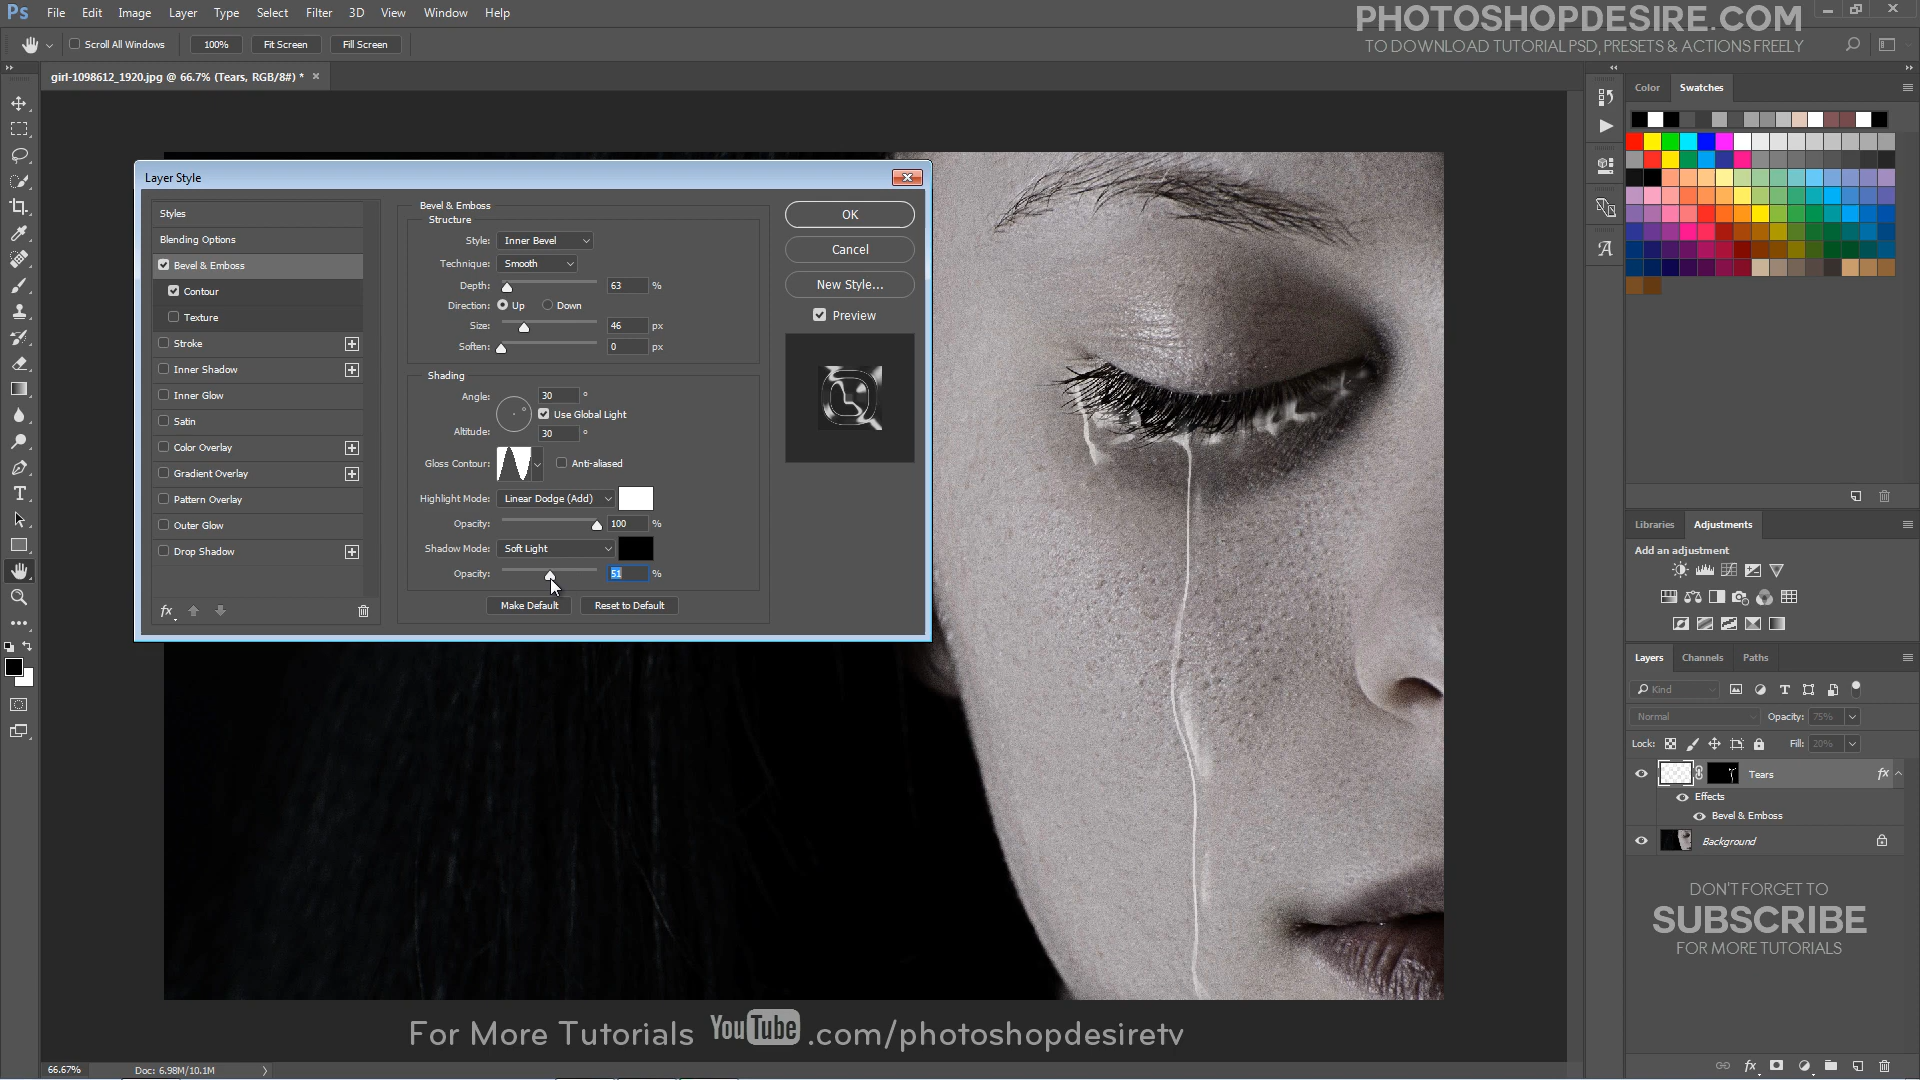 Ps File Edit Image Layer Type Select Filter 3D View Window Help
PHOTOSHOPDESIRE.COM
TO DOWNLOAD TUTORIAL PSD, PRESETS & ACTIONS FREELY
Scroll All Windows 100% Fit Screen Fill Screen
girl-1098612_1920.jpg @ 66.7% (Tears, RGB/8#) *
Layer Style
Styles
Blending Options
Bevel & Emboss
Contour
Texture
Stroke
Inner Shadow
Inner Glow
Satin
Color Overlay
Gradient Overlay
Pattern Overlay
Outer Glow
Drop Shadow
fx
Bevel & Emboss
Structure
Style: Inner Bevel
Technique: Smooth
Depth: 63 %
Direction: Up Down
Size: 46 px
Soften: 0 px
Shading
Angle: 30 °
Use Global Light
Altitude: 30 °
Gloss Contour: Anti-aliased
Highlight Mode: Linear Dodge (Add)
Opacity: 100 %
Shadow Mode: Soft Light
Opacity: 51 %
Make Default Reset to Default
OK
Cancel
New Style...
Preview
Color Swatches
Libraries Adjustments
Add an adjustment
Layers Channels Paths
Kind
Normal Opacity: 75%
Lock: Fill: 20%
Tears fx
Effects
Bevel & Emboss
Background
DON'T FORGET TO
SUBSCRIBE
FOR MORE TUTORIALS
For More Tutorials YouTube .com/photoshopdesiretv
66.67% Doc: 6.98M/10.1M
fx